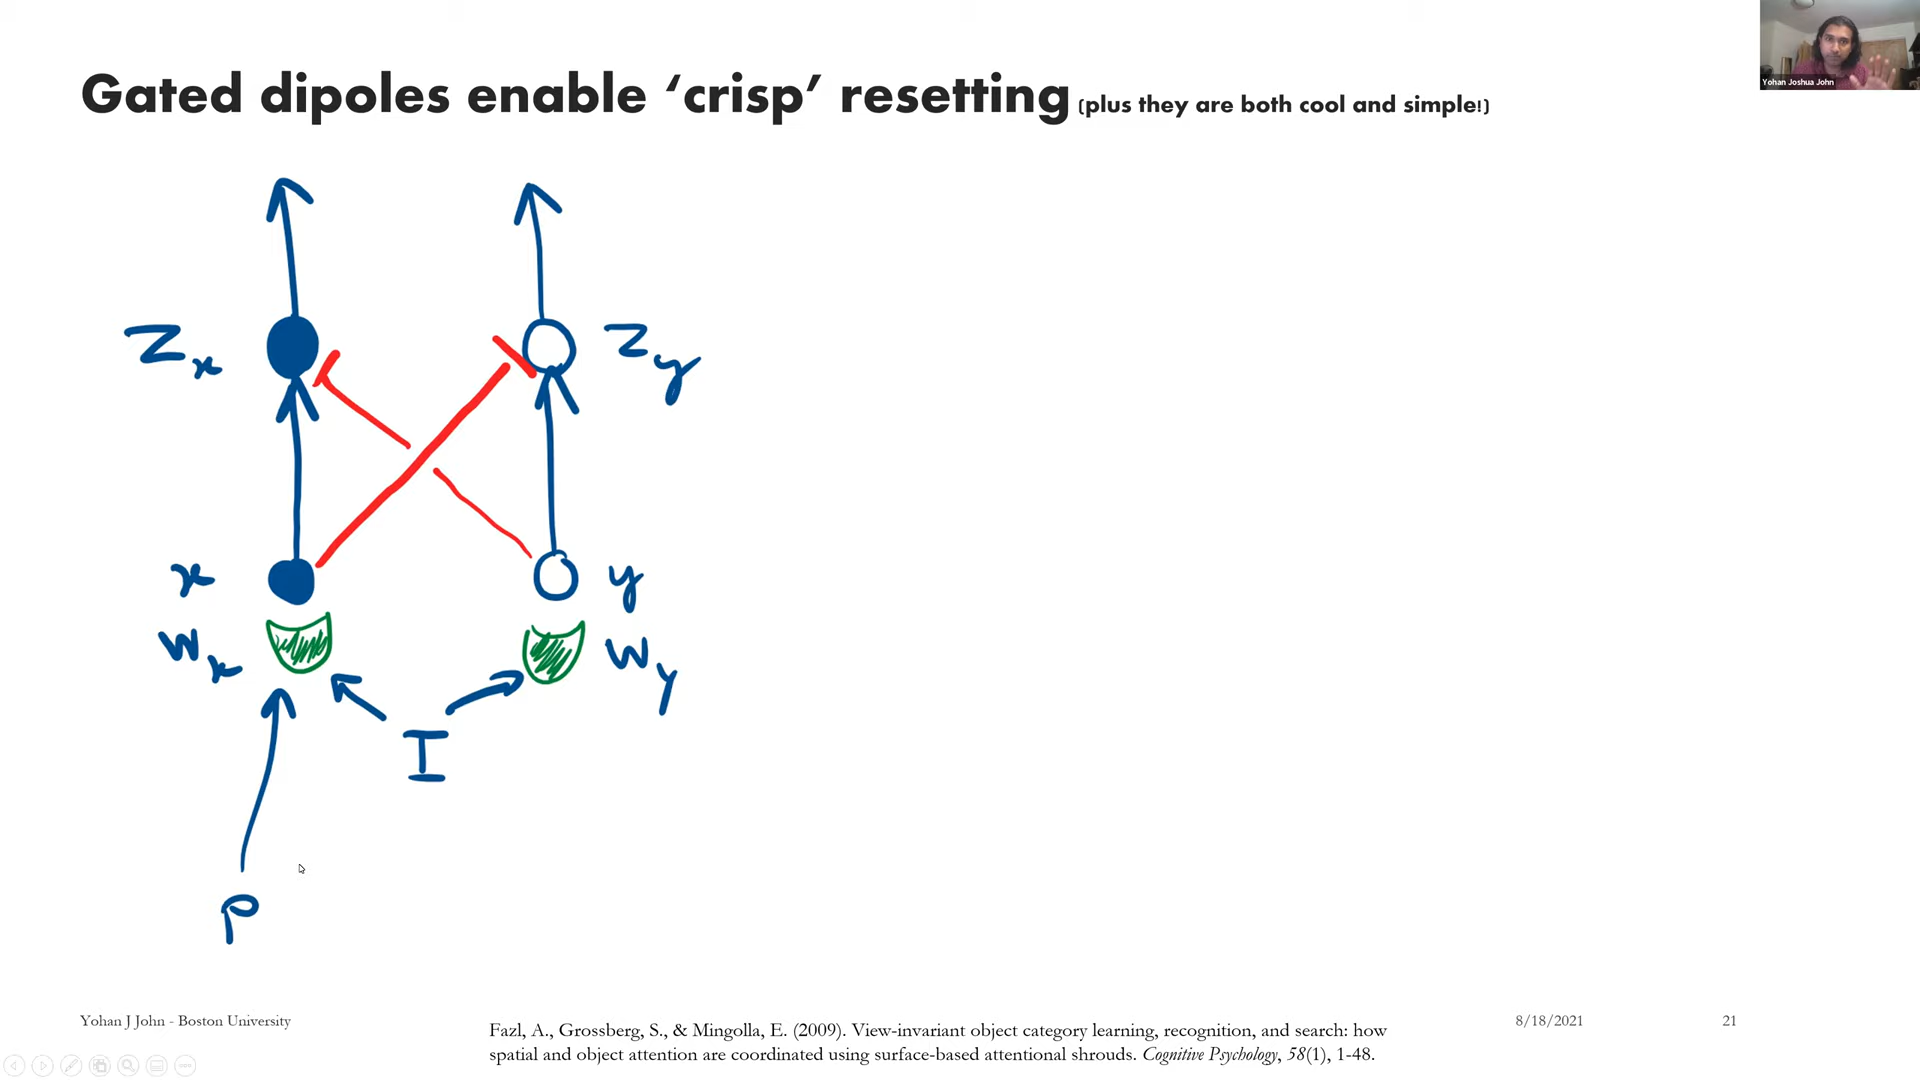 Gated dipoles enable ‘crisp’ resetting (plus they are both cool and simple!)
Yohan Joshua John
Zx
Zy
x
y
Wx
Wy
I
P
Yohan J John - Boston University
Fazl, A., Grossberg, S., & Mingolla, E. (2009). View-invariant object category learning, recognition, and search: how
spatial and object attention are coordinated using surface-based attentional shrouds. Cognitive Psychology, 58(1), 1-48.
8/18/2021
21